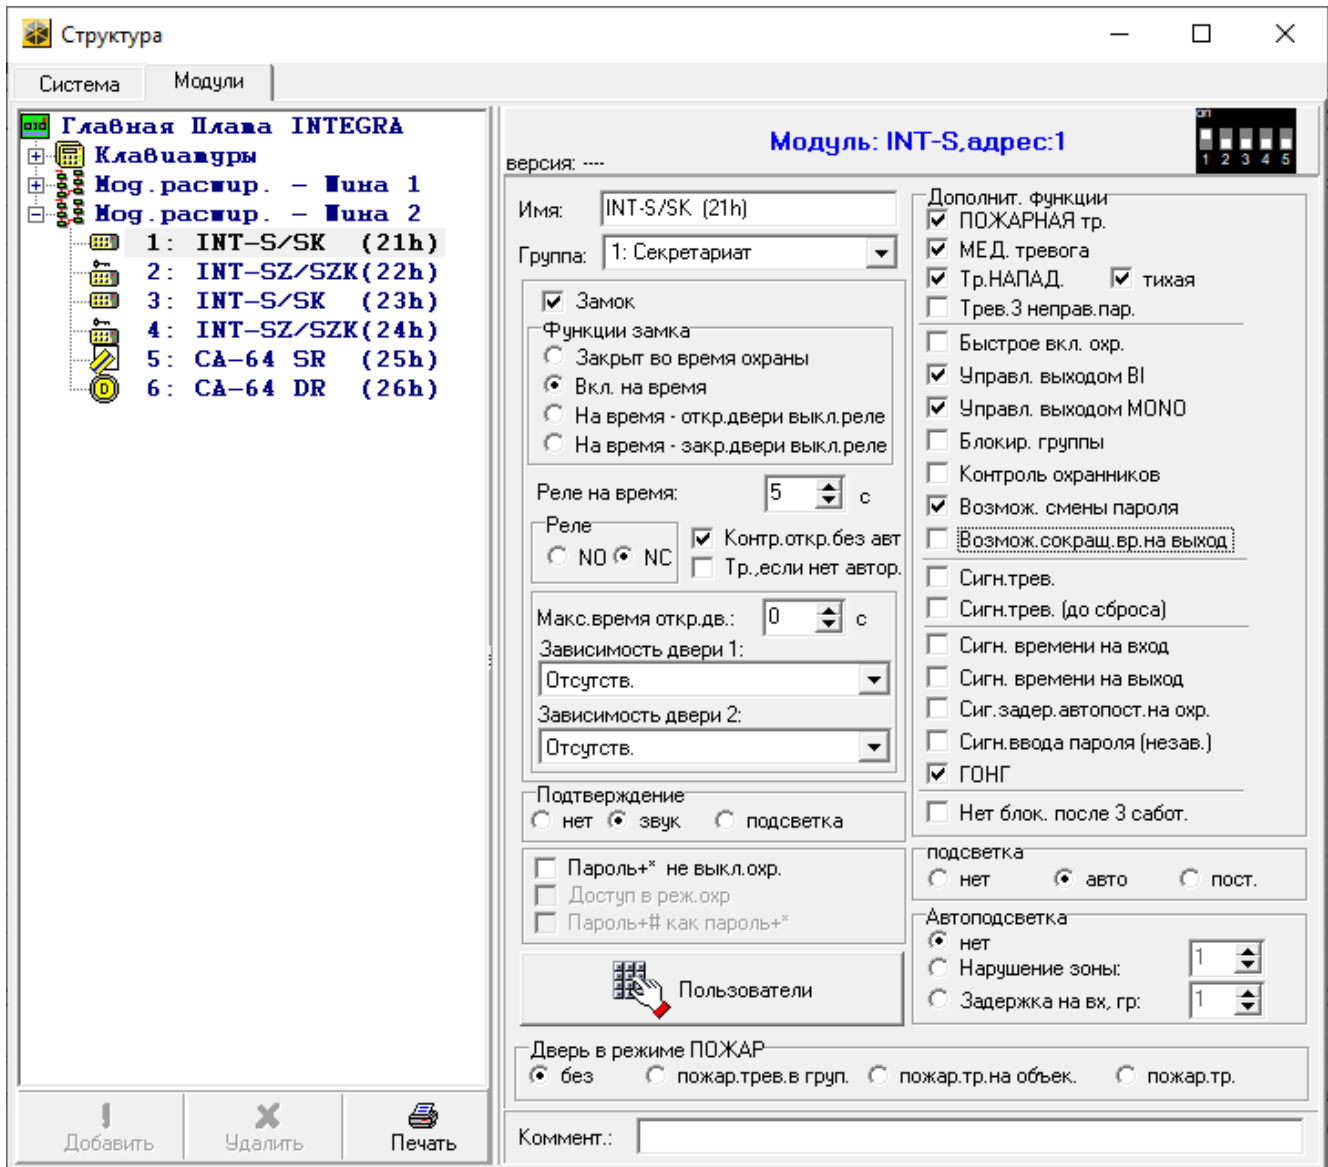 Структура
Система
Модули
Главная Плата INTEGRA
Клавиатуры
Мод.расшир. – Шина 1
Мод.расшир. – Шина 2
1: INT–S/SK (21h)
2: INT–SZ/SZK(22h)
3: INT–S/SK (23h)
4: INT–SZ/SZK(24h)
5: CA–64 SR (25h)
6: CA–64 DR (26h)
Добавить
Удалить
Печать
Модуль: INT-S,адрес:1
версия: ----
on
1 2 3 4 5
Имя: INT-S/SK (21h)
Группа: 1: Секретариат
Замок
Функции замка
Закрыт во время охраны
Вкл. на время
На время - откр.двери выкл.реле
На время - закр.двери выкл.реле
Реле на время: 5 с
Реле
NO NC
Контр.откр.без авт
Тр.,если нет автор.
Макс.время откр.дв.: 0 с
Зависимость двери 1:
Отсутств.
Зависимость двери 2:
Отсутств.
Подтверждение
нет звук подсветка
Пароль+* не выкл.охр.
Доступ в реж.охр
Пароль+# как пароль+*
Пользователи
Дополнит. функции
ПОЖАРНАЯ тр.
МЕД. тревога
Тр.НАПАД. тихая
Трев.3 неправ.пар.
Быстрое вкл. охр.
Управл. выходом BI
Управл. выходом MONO
Блокир. группы
Контроль охранников
Возмож. смены пароля
Возмож.сокращ.вр.на выход
Сигн.трев.
Сигн.трев. (до сброса)
Сигн. времени на вход
Сигн. времени на выход
Сиг.задер.автопост.на охр.
Сигн.ввода пароля (незав.)
ГОНГ
Нет блок. после 3 сабот.
подсветка
нет авто пост.
Автоподсветка
нет
Нарушение зоны: 1
Задержка на вх, гр: 1
Дверь в режиме ПОЖАР
без пожар.трев.в груп. пожар.тр.на объек. пожар.тр.
Коммент.: